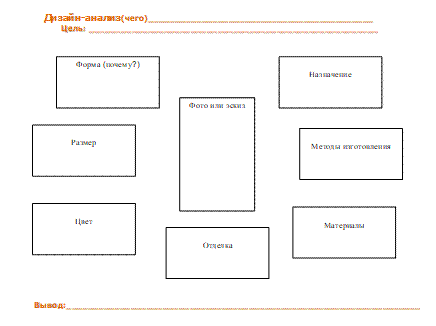 Дизайн-анализ(чего)
Цель:
Форма (почему?)
Назначение
Фото или эскиз
Размер
Методы изготовления
Цвет
Материалы
Отделка
Вывод: